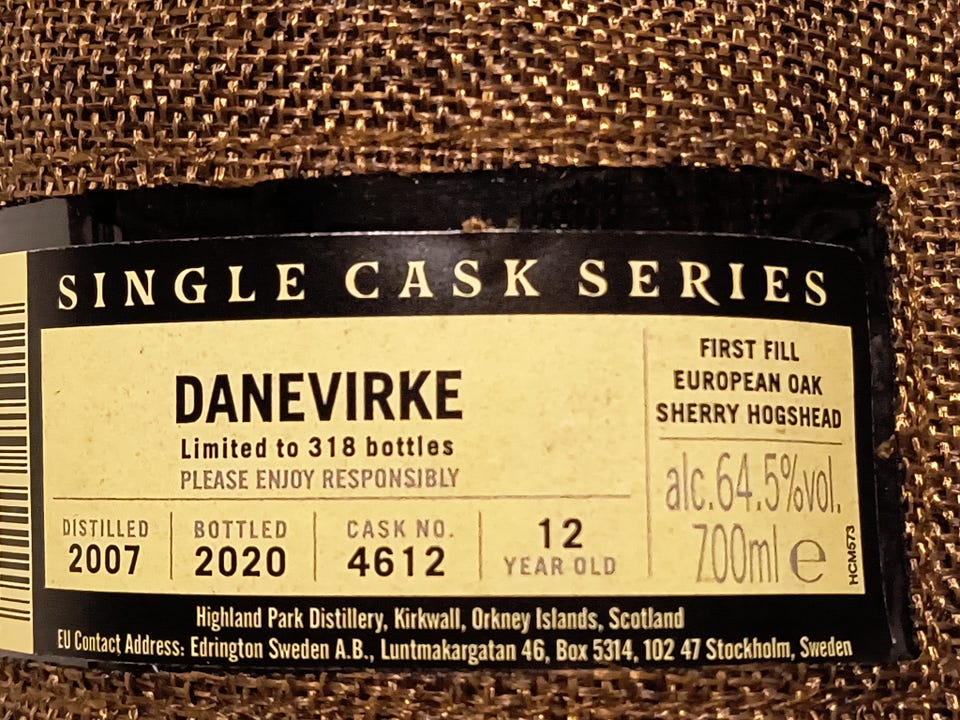 SINGLE CASK SERIES
DANEVIRKE
Limited to 318 bottles
PLEASE ENJOY RESPONSIBLY
DISTILLED
2007
BOTTLED
2020
CASK NO.
4612
12
YEAR OLD
FIRST FILL
EUROPEAN OAK
SHERRY HOGSHEAD
alc.64.5%vol.
700ml e
HCM573
Highland Park Distillery, Kirkwall, Orkney Islands, Scotland
EU Contact Address: Edrington Sweden A.B., Luntmakargatan 46, Box 5314, 102 47 Stockholm, Sweden